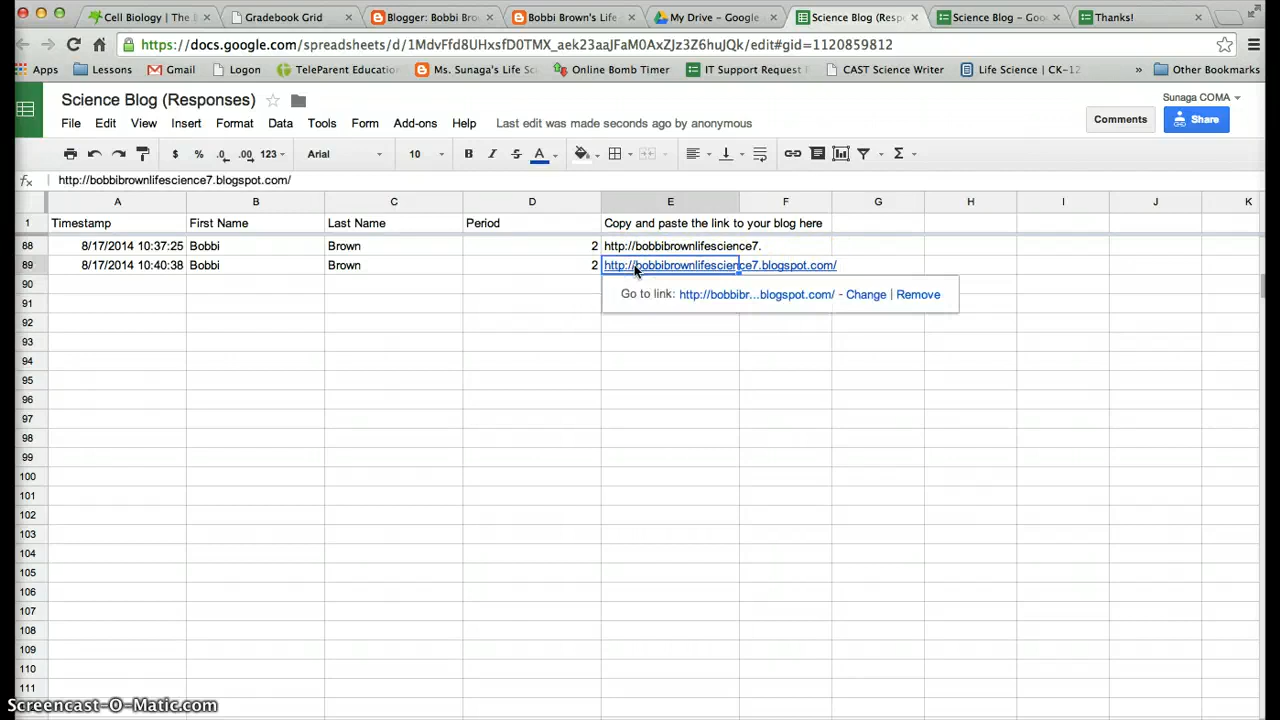 Cell Biology | The l
Gradebook Grid
Blogger: Bobbi Bro
Bobbi Brown's Life
My Drive – Google
Science Blog (Resp
Science Blog – Goo
Thanks!
https://docs.google.com/spreadsheets/d/1MdvFfd8UHxsfD0TMX_aek23aaJFaM0AxZJz3Z6huJQk/edit#gid=1120859812
Apps Lessons Gmail Logon TeleParent Educatio Ms. Sunaga's Life Sc Online Bomb Timer IT Support Request CAST Science Writer Life Science | CK-12 » Other Bookmarks
Science Blog (Responses)
Sunaga COMA
File Edit View Insert Format Data Tools Form Add-ons Help Last edit was made seconds ago by anonymous
Comments Share
$ % .0 .00 123 Arial 10 B I S A Σ
fx http://bobbibrownlifescience7.blogspot.com/
A B C D E F G H I J K
1 Timestamp First Name Last Name Period Copy and paste the link to your blog here
88 8/17/2014 10:37:25 Bobbi Brown 2 http://bobbibrownlifescience7.
89 8/17/2014 10:40:38 Bobbi Brown 2 http://bobbibrownlifescience7.blogspot.com/
90 Go to link: http://bobbibr...blogspot.com/ - Change | Remove
91
92
93
94
95
96
97
98
99
100
101
102
103
104
105
106
107
108
109
110
111
Screencast-O-Matic.com